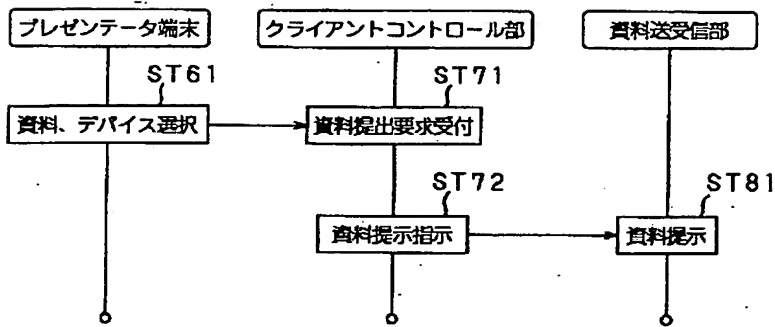 プレゼンテータ端末
クライアントコントロール部
資料送受信部
ST61
ST71
資料、デバイス選択
資料提出要求受付
ST72
ST81
資料提示指示
資料提示